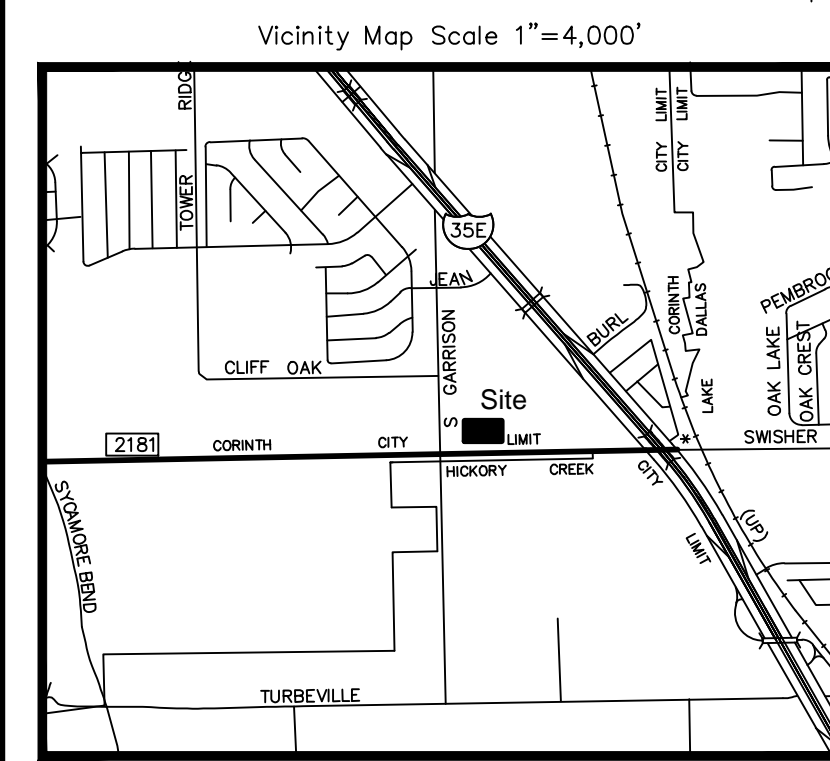 Vicinity Map Scale 1"=4,000'
RIDG
CITY LIMIT
CITY LIMIT
TOWER
35E
JEAN
PEMBROO
CORINTH
DALLAS
BURL
GARRISON
OAK LAKE
OAK CREST
CLIFF OAK
LAKE
Site
S
2181
CORINTH CITY LIMIT
*
SWISHER
HICKORY CREEK
CITY
SYCAMORE BEND
(UP)
LIMIT
TURBEVILLE